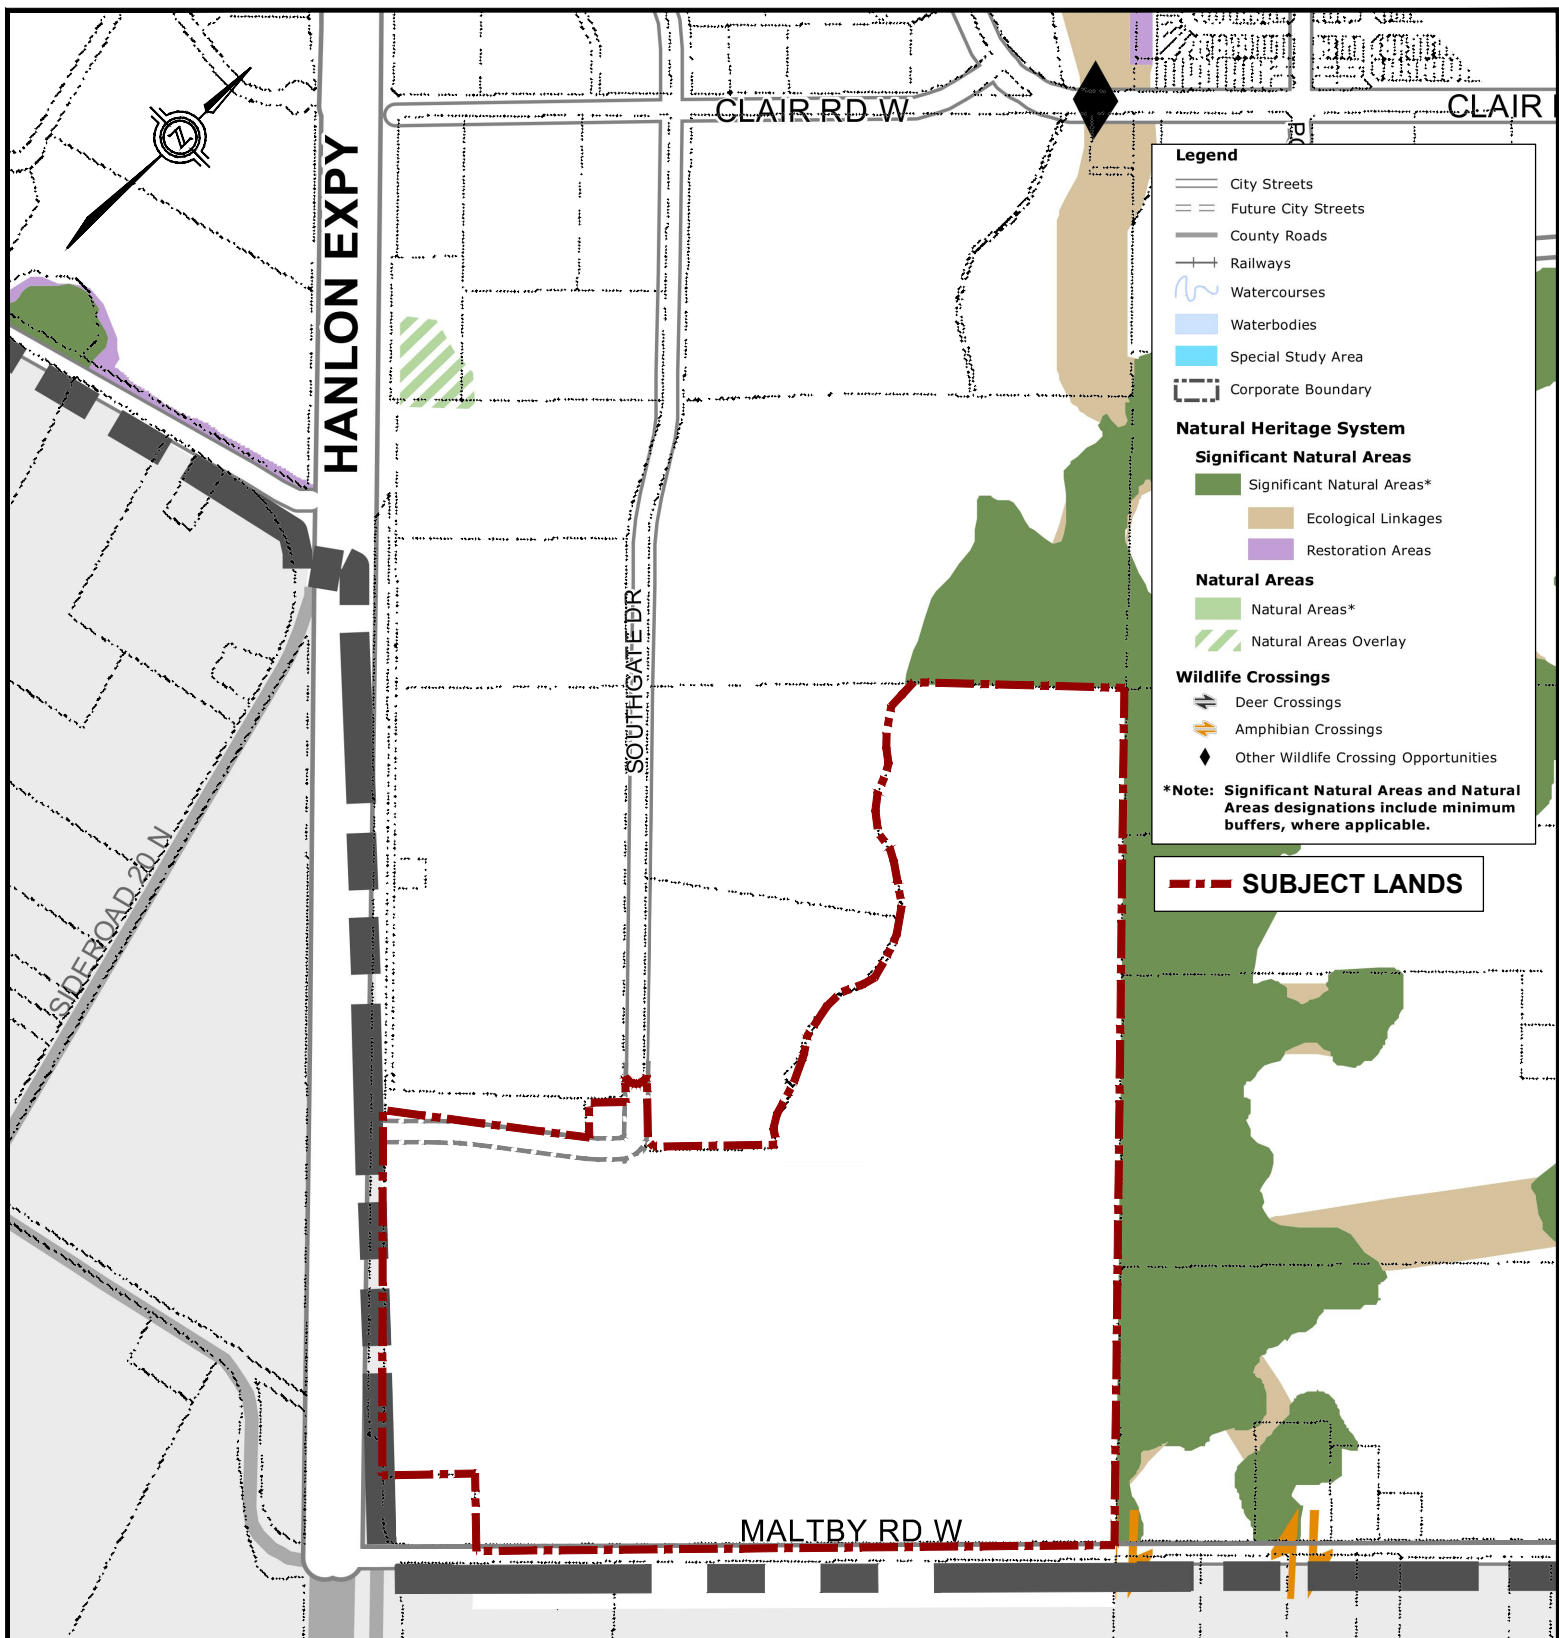 CLAIR RD W
CLAIR
HANLON EXPY
Z
Legend
City Streets
Future City Streets
County Roads
Railways
Watercourses
Waterbodies
Special Study Area
Corporate Boundary
Natural Heritage System
Significant Natural Areas
Significant Natural Areas*
Ecological Linkages
Restoration Areas
Natural Areas
Natural Areas*
Natural Areas Overlay
Wildlife Crossings
Deer Crossings
Amphibian Crossings
Other Wildlife Crossing Opportunities
*Note: Significant Natural Areas and Natural
Areas designations include minimum
buffers, where applicable.
SUBJECT LANDS
SOUTHGATE DR
SIDEROAD 20 N
MALTBY RD W